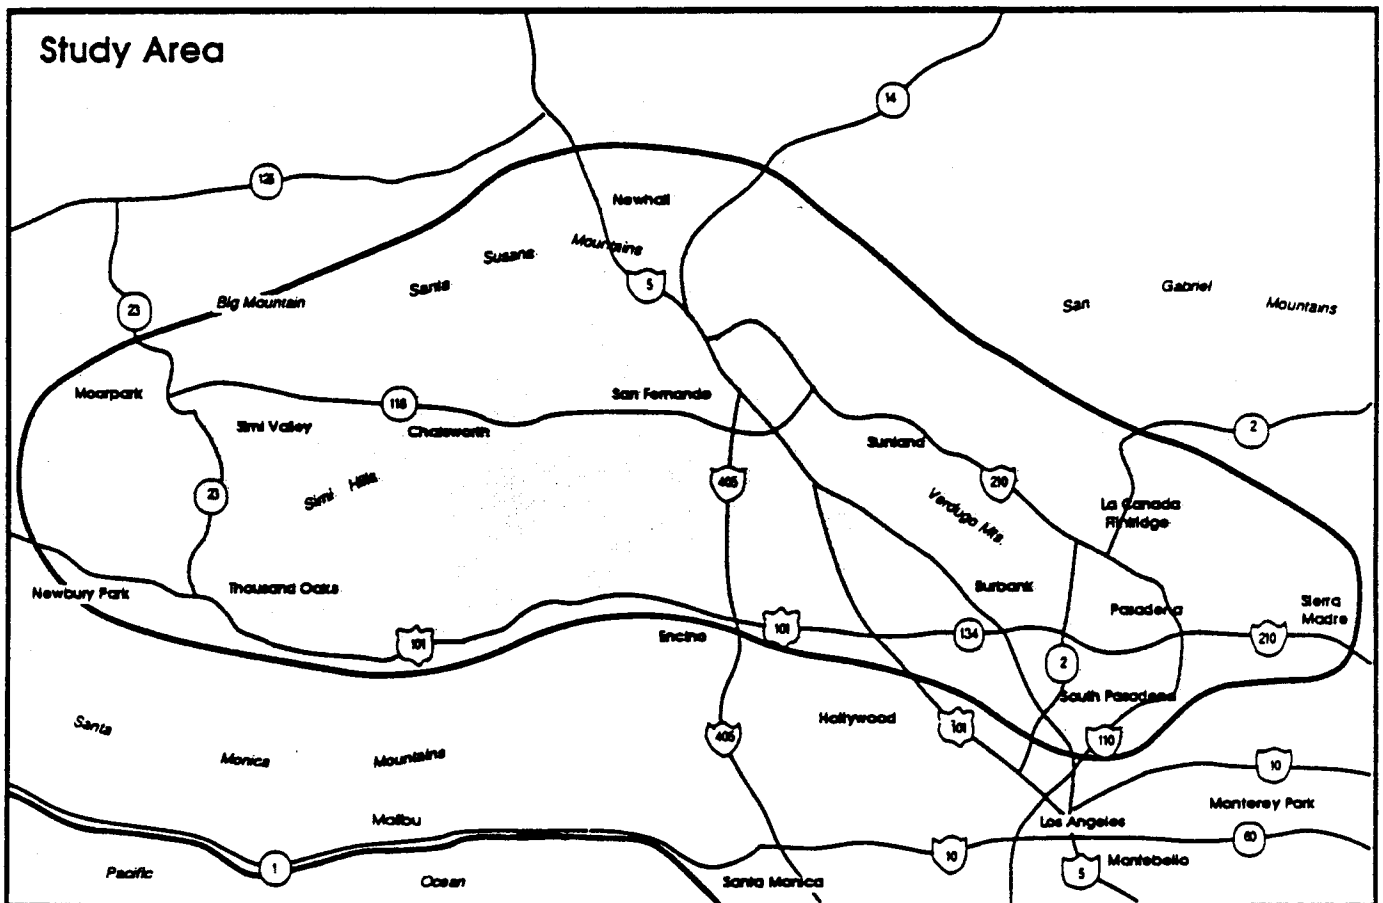 Study Area
14
126
Newhall
Santa Susana Mountains
5
San Gabriel Mountains
23
Big Mountain
Moorpark
118
San Fernando
2
Simi Valley
Chatsworth
Sunland
405
210
Simi Hills
23
Verdugo Mts.
La Canada
Flintridge
Newbury Park
Thousand Oaks
Burbank
Pasadena
Sierra
Madre
101
Encino
101
134
210
2
South Pasadena
Hollywood
101
Santa Monica Mountains
405
110
10
Monterey Park
Malibu
Los Angeles
60
1
10
Montebello
5
Pacific Ocean
Santa Monica